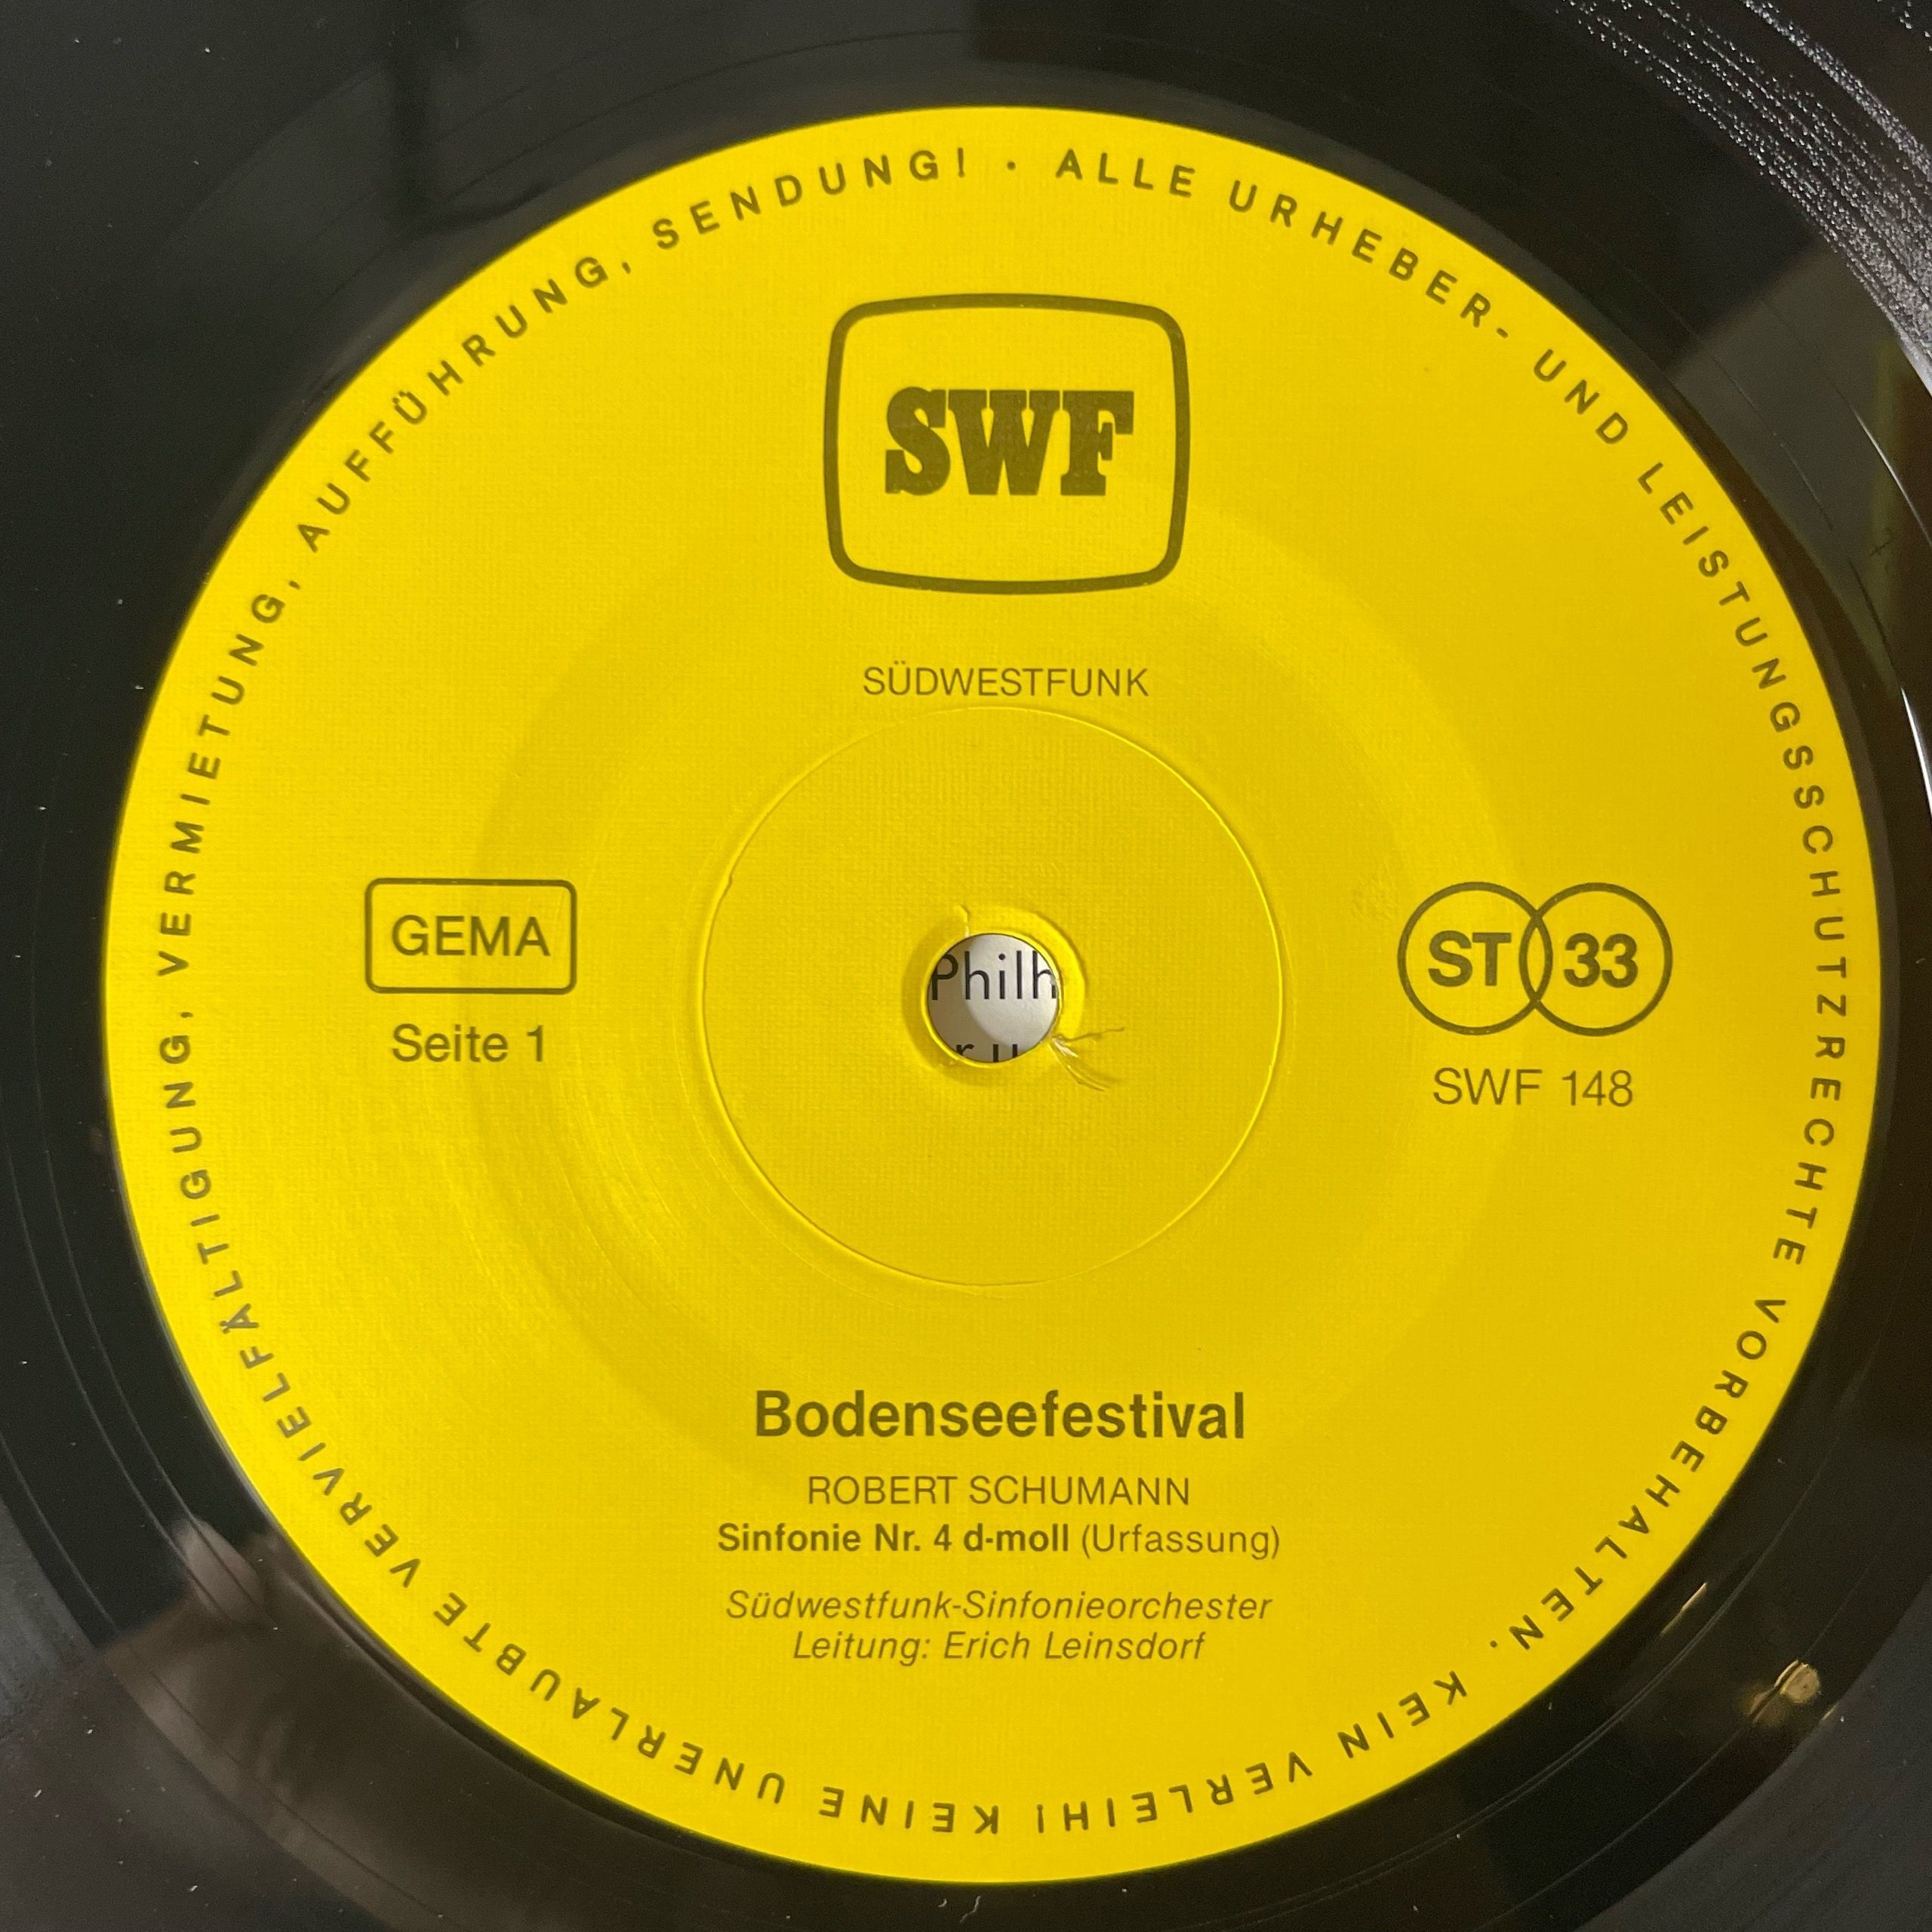 ALLE URHEBER- UND LEISTUNGSSCHUTZRECHTE VORBEHALTEN. KEIN VERLEIH! KEINE UNERLAUBTE VERVIELFÄLTIGUNG, VERMIETUNG, AUFFÜHRUNG, SENDUNG! ·
SWF
SÜDWESTFUNK
GEMA
Seite 1
Philh
ST 33
SWF 148
Bodenseefestival
ROBERT SCHUMANN
Sinfonie Nr. 4 d-moll (Urfassung)
Südwestfunk-Sinfonieorchester
Leitung: Erich Leinsdorf